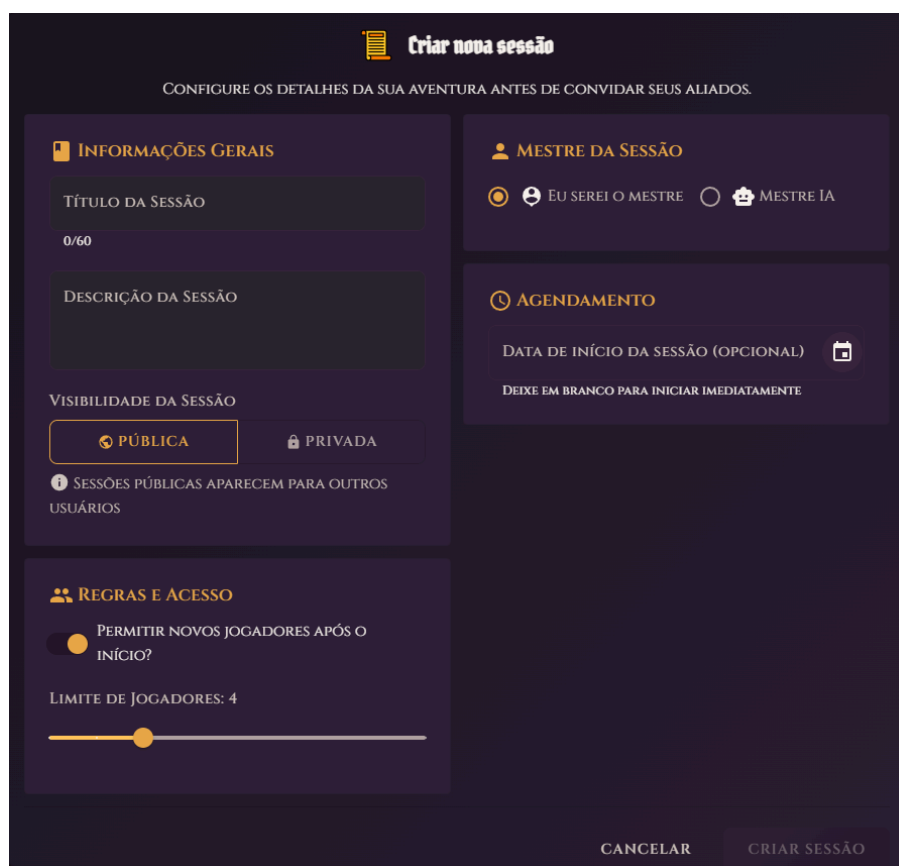 Criar nova sessão
Configure os detalhes da sua aventura antes de convidar seus aliados.
Informações Gerais
Título da Sessão
0/60
Descrição da Sessão
Visibilidade da Sessão
PÚBLICA
PRIVADA
Sessões públicas aparecem para outros
usuários
Regras e Acesso
Permitir novos jogadores após o
início?
Limite de Jogadores: 4
Mestre da Sessão
Eu serei o mestre
Mestre IA
Agendamento
Data de início da sessão (opcional)
Deixe em branco para iniciar imediatamente
CANCELAR
CRIAR SESSÃO